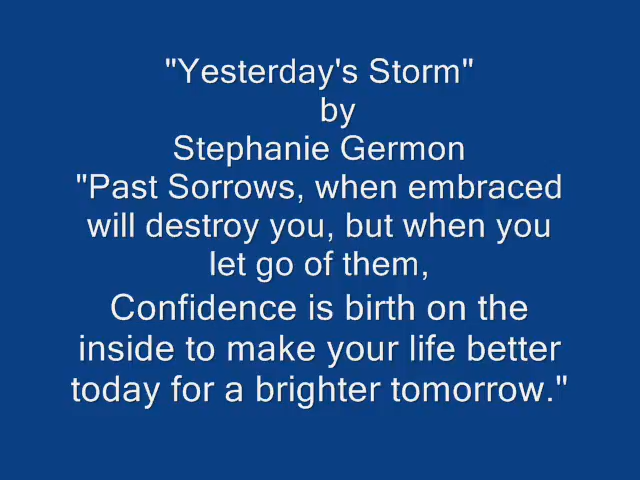 "Yesterday's Storm"
by
Stephanie Germon
"Past Sorrows, when embraced
will destroy you, but when you
let go of them,
Confidence is birth on the
inside to make your life better
today for a brighter tomorrow."